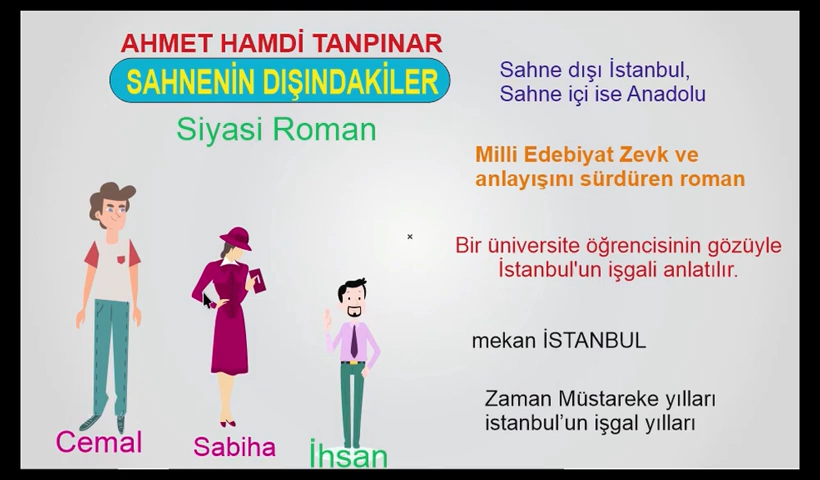 AHMET HAMDİ TANPINAR
SAHNENİN DIŞINDAKİLER
Siyasi Roman
Sahne dışı İstanbul,
Sahne içi ise Anadolu
Milli Edebiyat Zevk ve
anlayışını sürdüren roman
Bir üniversite öğrencisinin gözüyle
İstanbul'un işgali anlatılır.
mekan İSTANBUL
Zaman Müstareke yılları
istanbul’un işgal yılları
Cemal
Sabiha
İhsan